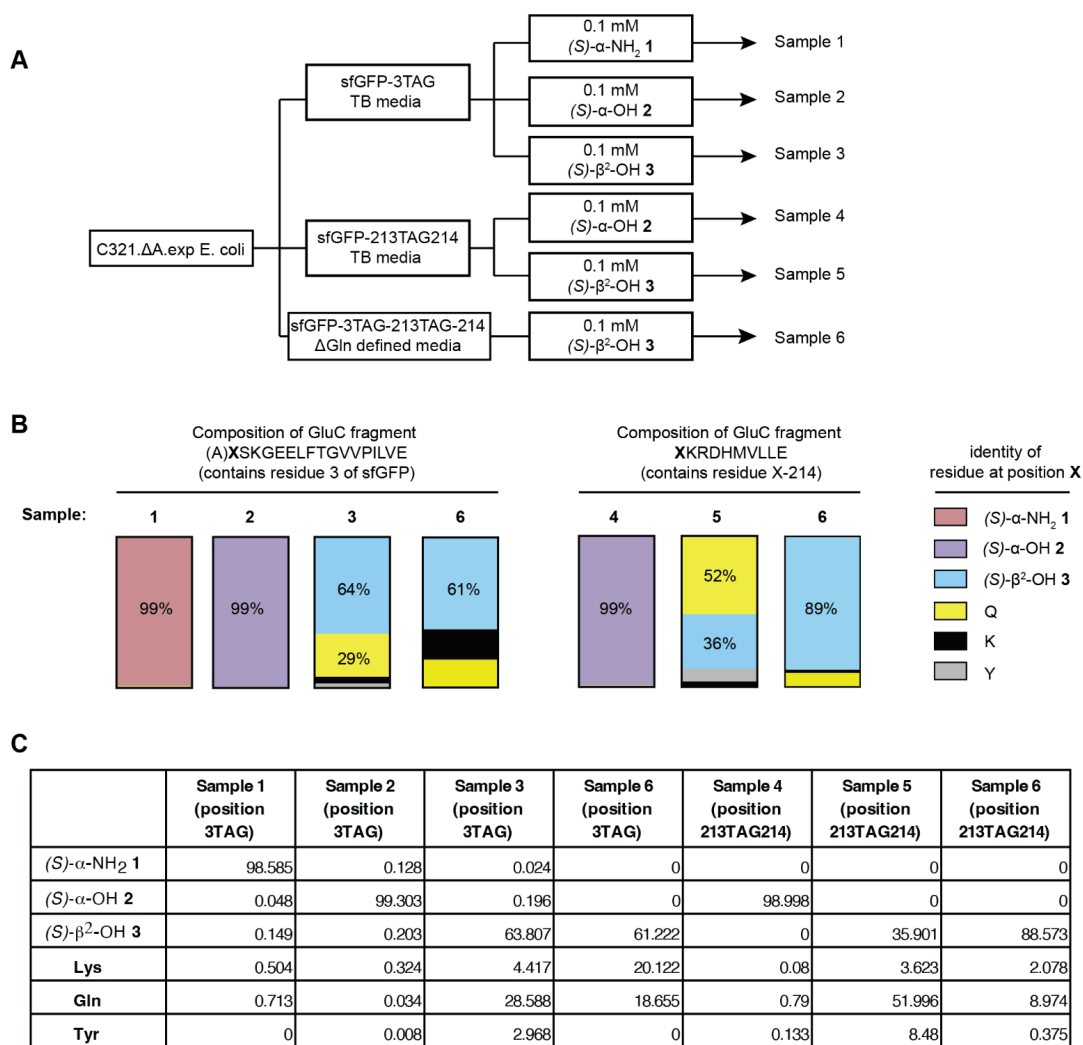 A
C321.ΔA.exp E. coli
sfGFP-3TAG
TB media
0.1 mM
(S)-α-NH₂ 1
Sample 1
0.1 mM
(S)-α-OH 2
Sample 2
0.1 mM
(S)-β²-OH 3
Sample 3
sfGFP-213TAG214
TB media
0.1 mM
(S)-α-OH 2
Sample 4
0.1 mM
(S)-β²-OH 3
Sample 5
sfGFP-3TAG-213TAG-214
ΔGln defined media
0.1 mM
(S)-β²-OH 3
Sample 6
B
Composition of GluC fragment
(A)XSKGEELFTGVVPILVE
(contains residue 3 of sfGFP)
Composition of GluC fragment
XKRDHMVLLE
(contains residue X-214)
identity of
residue at position X
Sample: 1 2 3 6 4 5 6
99% 99% 64% 29% 61% 99% 52% 36% 89%
(S)-α-NH₂ 1
(S)-α-OH 2
(S)-β²-OH 3
Q
K
Y
C
Sample 1 (position 3TAG) Sample 2 (position 3TAG) Sample 3 (position 3TAG) Sample 6 (position 3TAG) Sample 4 (position 213TAG214) Sample 5 (position 213TAG214) Sample 6 (position 213TAG214)
(S)-α-NH₂ 1 98.585 0.128 0.024 0 0 0 0
(S)-α-OH 2 0.048 99.303 0.196 0 98.998 0 0
(S)-β²-OH 3 0.149 0.203 63.807 61.222 0 35.901 88.573
Lys 0.504 0.324 4.417 20.122 0.08 3.623 2.078
Gln 0.713 0.034 28.588 18.655 0.79 51.996 8.974
Tyr 0 0.008 2.968 0 0.133 8.48 0.375